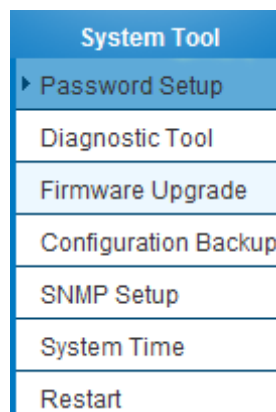 System Tool
Password Setup
Diagnostic Tool
Firmware Upgrade
Configuration Backup
SNMP Setup
System Time
Restart